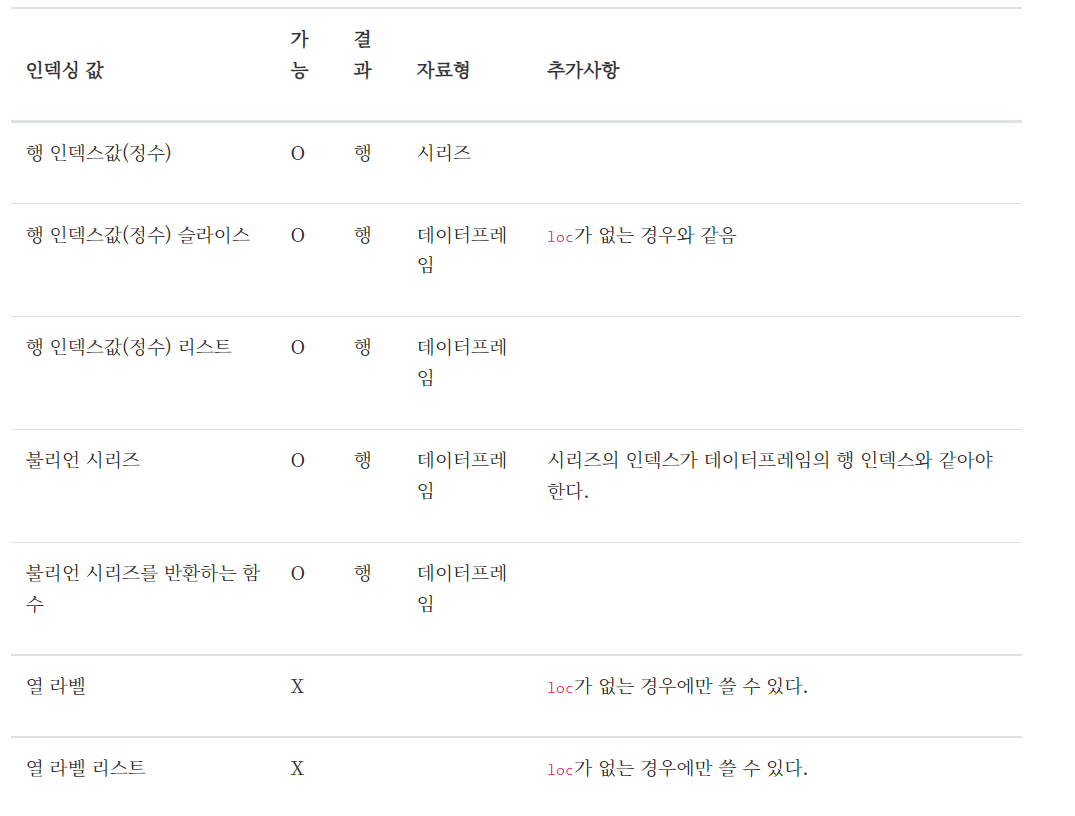 인덱싱 값 가능 결과 자료형 추가사항
행 인덱스값(정수) O 행 시리즈
행 인덱스값(정수) 슬라이스 O 행 데이터프레임 loc가 없는 경우와 같음
행 인덱스값(정수) 리스트 O 행 데이터프레임
불리언 시리즈 O 행 데이터프레임 시리즈의 인덱스가 데이터프레임의 행 인덱스와 같아야 한다.
불리언 시리즈를 반환하는 함수 O 행 데이터프레임
열 라벨 X loc가 없는 경우에만 쓸 수 있다.
열 라벨 리스트 X loc가 없는 경우에만 쓸 수 있다.